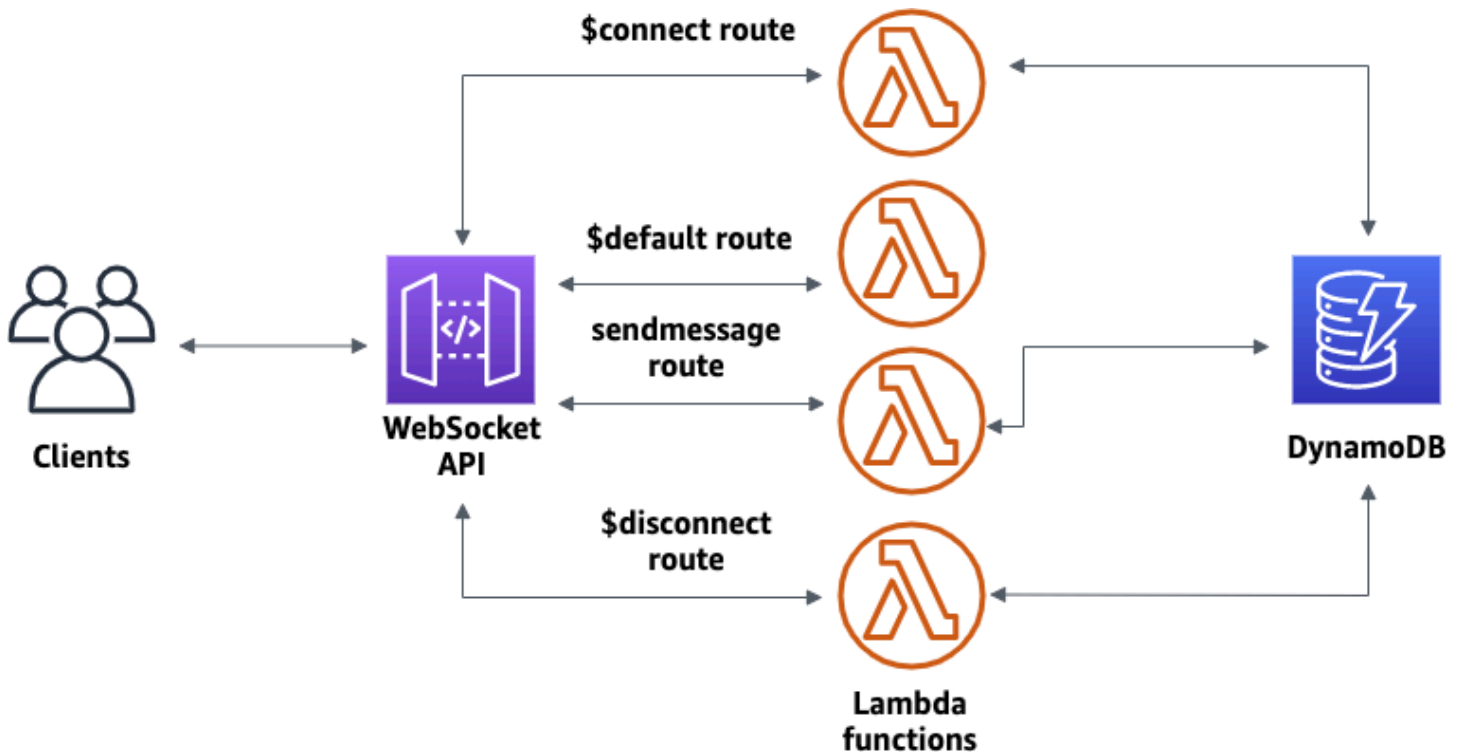 $connect route
$default route
sendmessage
route
$disconnect
route
</>
Clients
WebSocket
API
Lambda
functions
DynamoDB